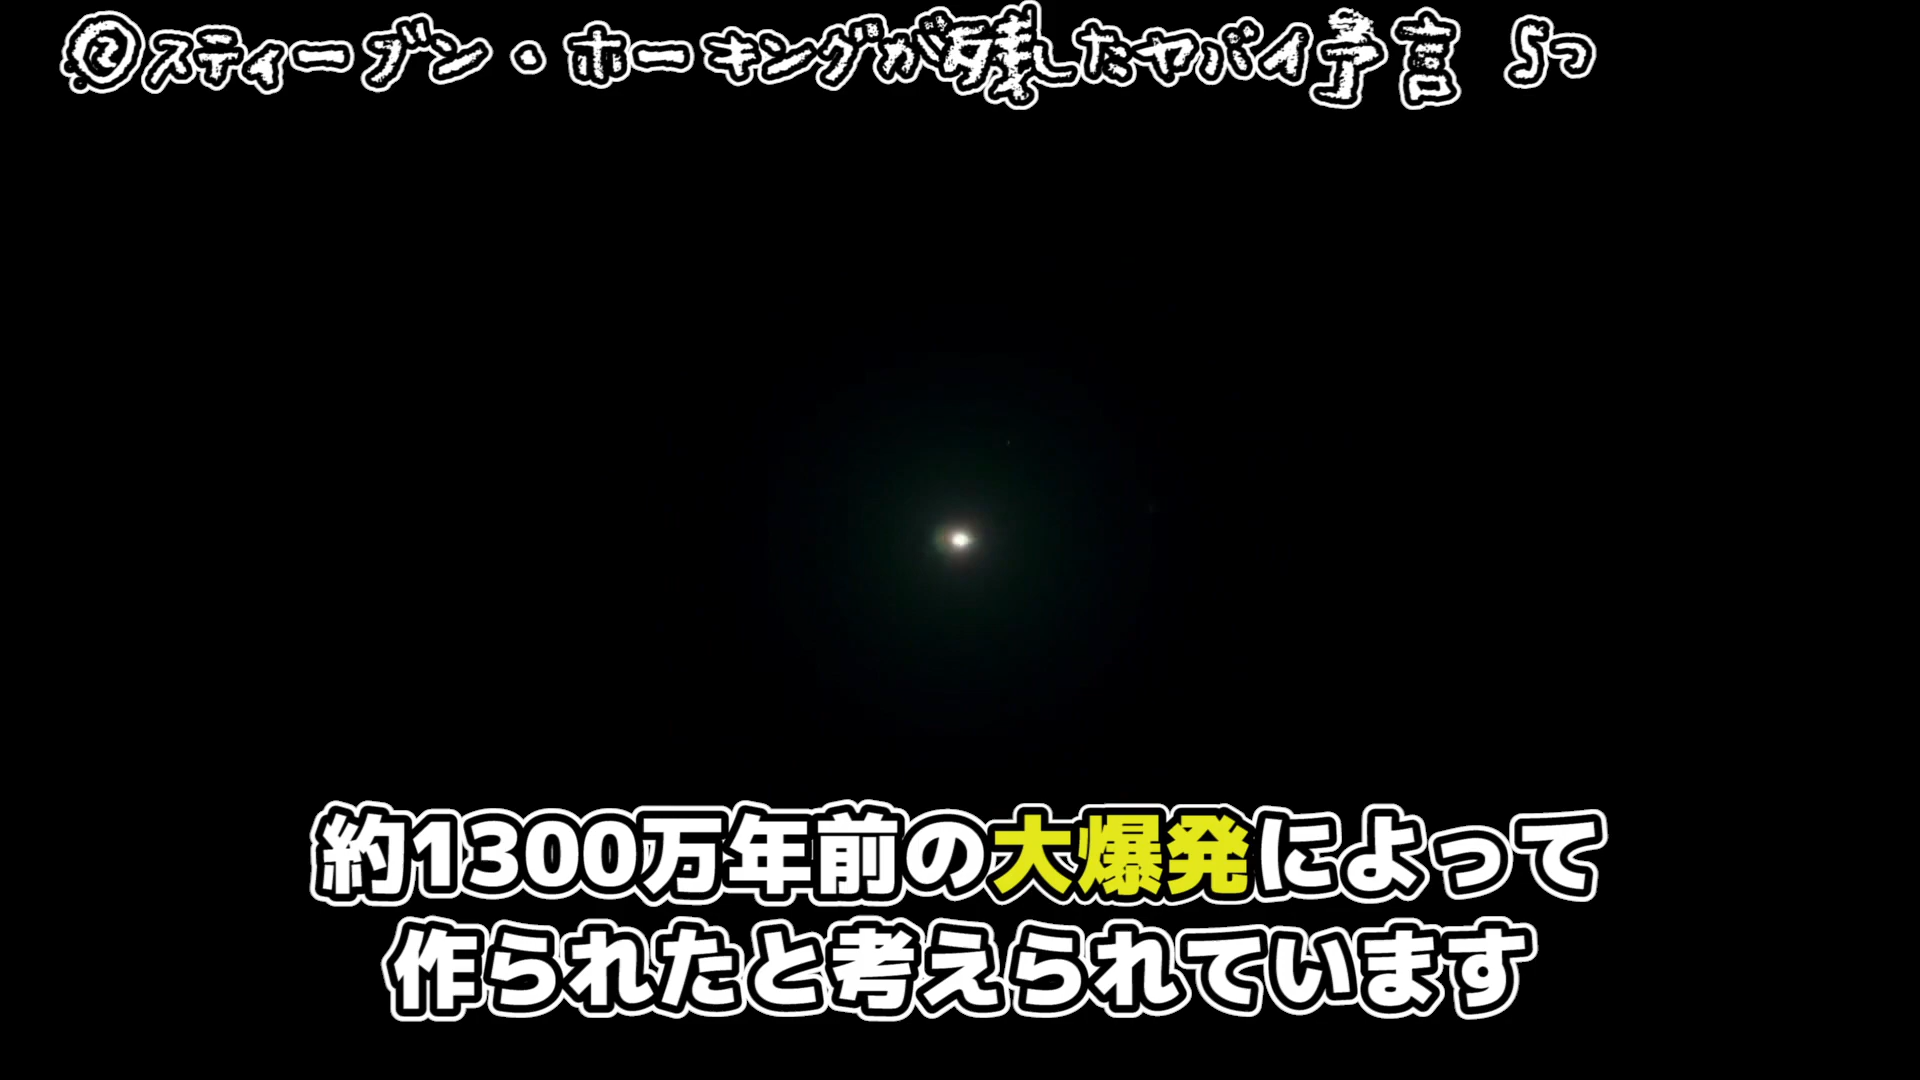 ②スティーブン・ホーキングが残したヤバイ予言 5つ
約1300万年前の大爆発によって
作られたと考えられています